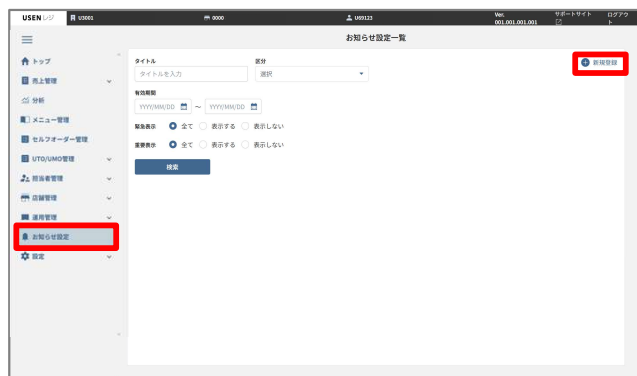 USEN レジ
U3001
0000
U69123
Ver.
001.001.001.001
サポートサイト
ログアウ
ト
お知らせ設定一覧
トップ
売上管理
分析
メニュー管理
セルフオーダー管理
UTO/UMO管理
担当者管理
店舗管理
運用管理
お知らせ設定
設定
タイトル
区分
新規登録
タイトルを入力
選択
有効期間
YYYY/MM/DD ～ YYYY/MM/DD
緊急表示 全て 表示する 表示しない
重要表示 全て 表示する 表示しない
検索